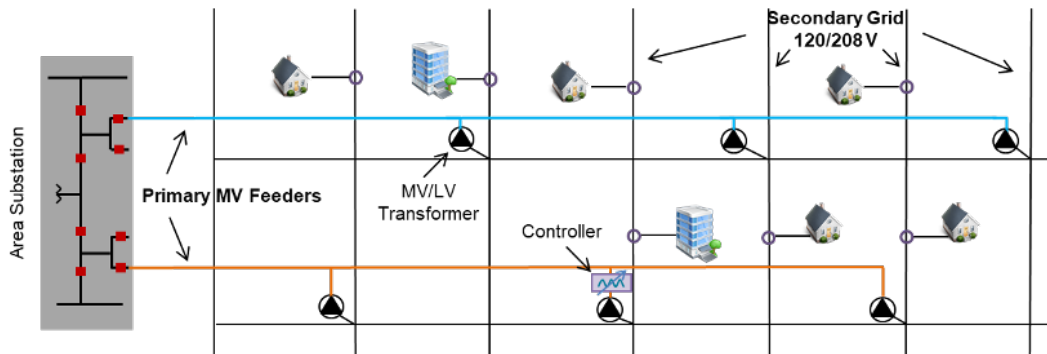 Secondary Grid
120/208 V
Area Substation
Primary MV Feeders
MV/LV
Transformer
Controller